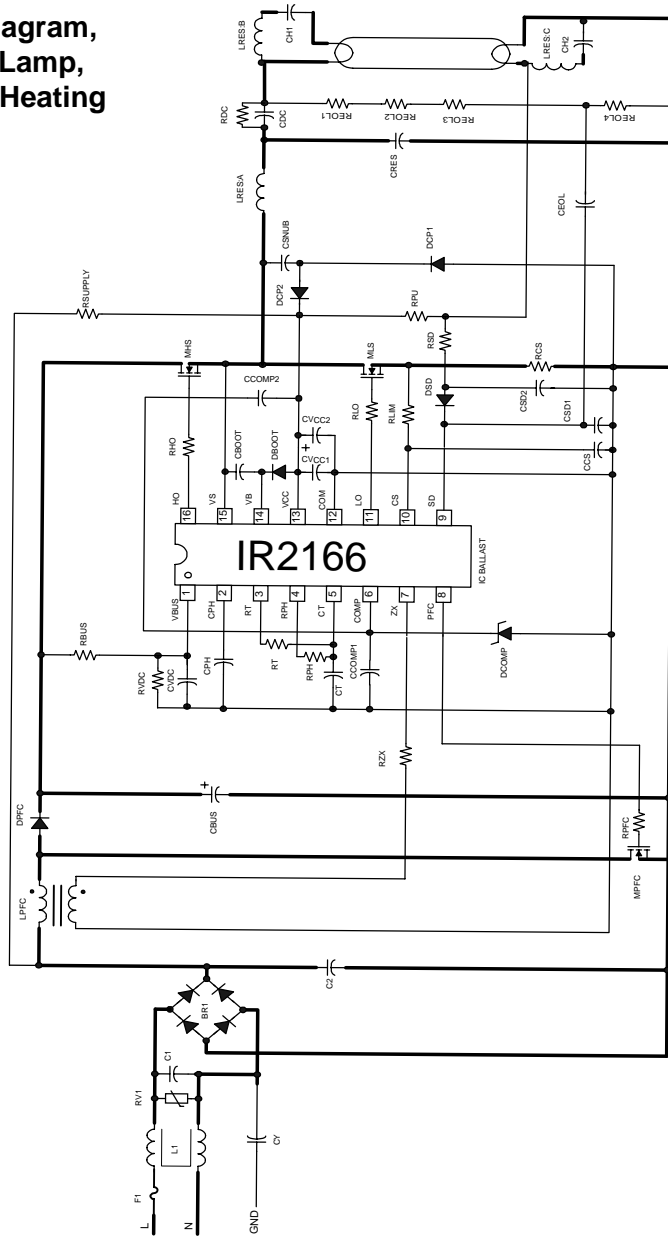 agram,
Lamp,
Heating
LRES:B
CH1
LRES:C
CH2
RDC
CDC
REOL1
REOL2
REOL3
REOL4
CRES
LRES:A
CEOL
CSNUB
DCP1
DCP2
RSUPPLY
RPU
RSD
MHS
MLS
RCS
CCOMP2
DSD
CSD2
RHO
RLO
RLIM
CSD1
CBOOT
DBOOT
CVCC2
+
CVCC1
CCS
HO
VS
VB
VCC
COM
LO
CS
SD
16
15
14
13
12
11
10
9
IR2166
IC BALLAST
1
2
3
4
5
6
7
8
VBUS
CPH
RT
RPH
CT
COMP
ZX
PFC
RBUS
RVDC
CVDC
CPH
RT
RPH
CT
CCOMP1
DCOMP
RZX
DPFC
+
CBUS
RPFC
MPFC
LPFC
C2
BR1
C1
RV1
L1
CY
F1
L
N
GND